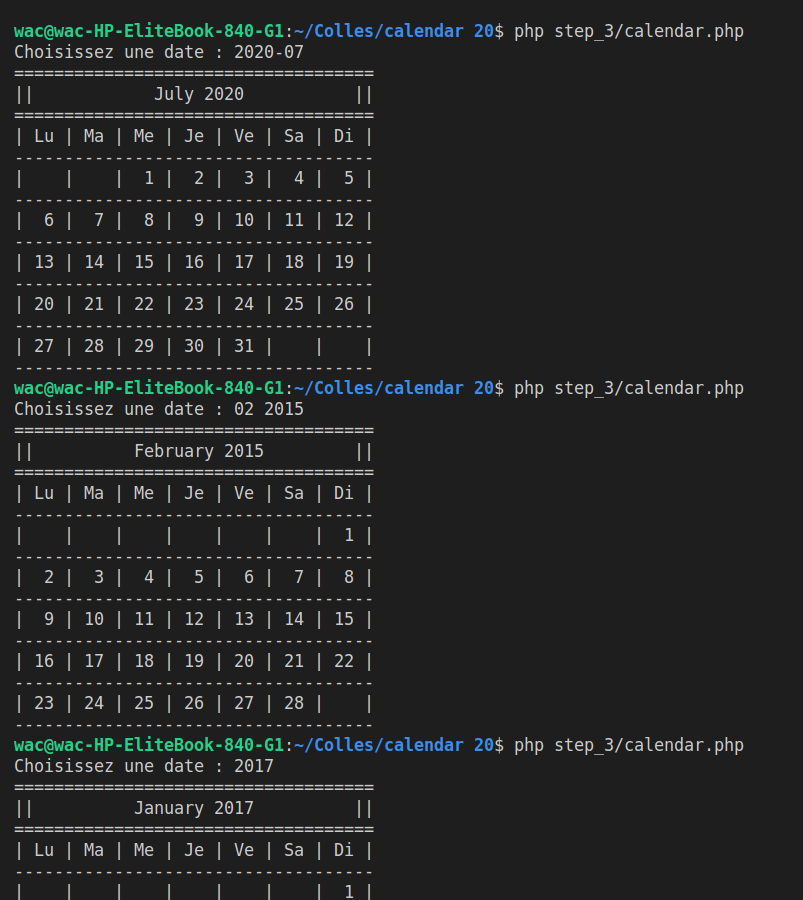 wac@wac-HP-EliteBook-840-G1:~/Colles/calendar 20$ php step_3/calendar.php
Choisissez une date : 2020-07
====================================
||            July 2020           ||
====================================
| Lu | Ma | Me | Je | Ve | Sa | Di |
------------------------------------
|    |    |  1 |  2 |  3 |  4 |  5 |
------------------------------------
|  6 |  7 |  8 |  9 | 10 | 11 | 12 |
------------------------------------
| 13 | 14 | 15 | 16 | 17 | 18 | 19 |
------------------------------------
| 20 | 21 | 22 | 23 | 24 | 25 | 26 |
------------------------------------
| 27 | 28 | 29 | 30 | 31 |    |    |
------------------------------------
wac@wac-HP-EliteBook-840-G1:~/Colles/calendar 20$ php step_3/calendar.php
Choisissez une date : 02 2015
====================================
||          February 2015         ||
====================================
| Lu | Ma | Me | Je | Ve | Sa | Di |
------------------------------------
|    |    |    |    |    |    |  1 |
------------------------------------
|  2 |  3 |  4 |  5 |  6 |  7 |  8 |
------------------------------------
|  9 | 10 | 11 | 12 | 13 | 14 | 15 |
------------------------------------
| 16 | 17 | 18 | 19 | 20 | 21 | 22 |
------------------------------------
| 23 | 24 | 25 | 26 | 27 | 28 |    |
------------------------------------
wac@wac-HP-EliteBook-840-G1:~/Colles/calendar 20$ php step_3/calendar.php
Choisissez une date : 2017
====================================
||          January 2017          ||
====================================
| Lu | Ma | Me | Je | Ve | Sa | Di |
------------------------------------
|    |    |    |    |    |    |  1 |